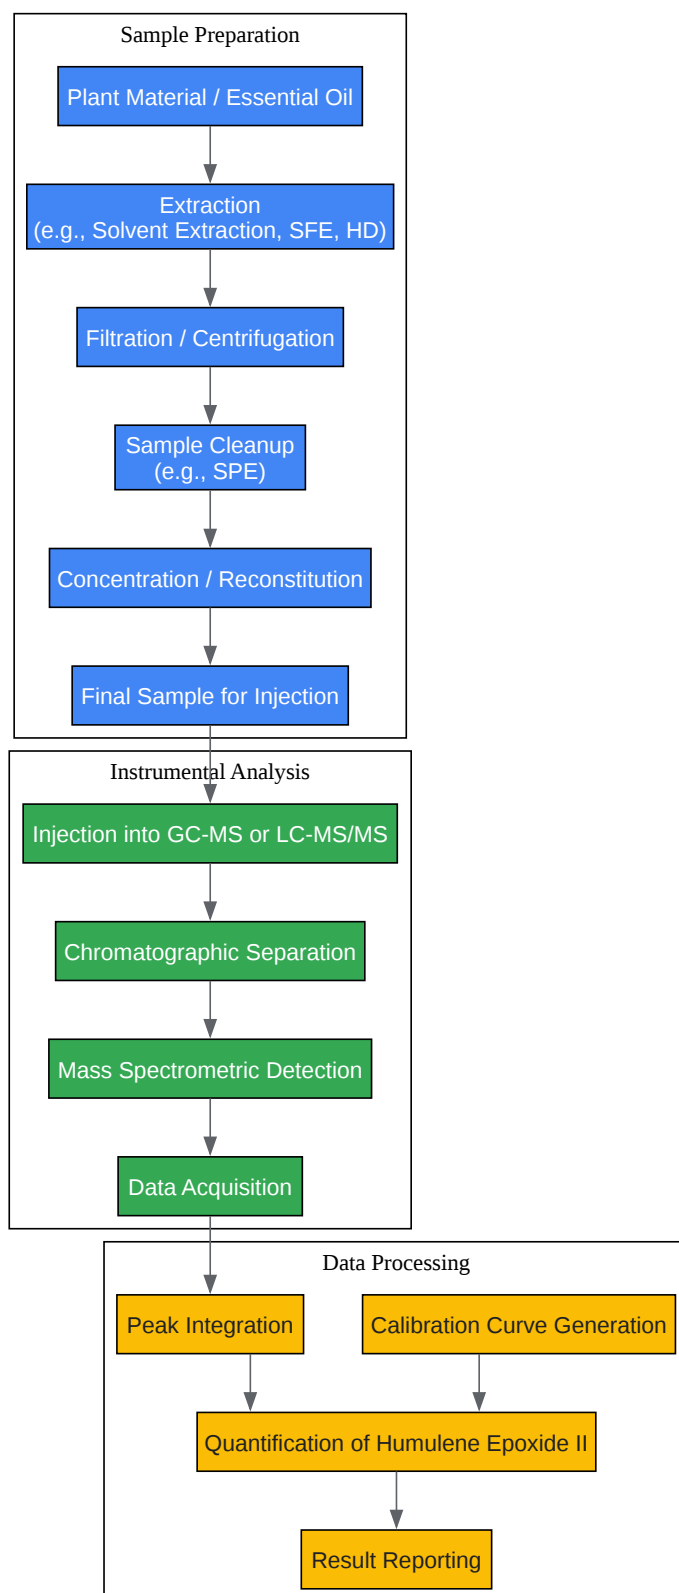 Sample Preparation
Plant Material / Essential Oil
Extraction
(e.g., Solvent Extraction, SFE, HD)
Filtration / Centrifugation
Sample Cleanup
(e.g., SPE)
Concentration / Reconstitution
Final Sample for Injection
Instrumental Analysis
Injection into GC-MS or LC-MS/MS
Chromatographic Separation
Mass Spectrometric Detection
Data Acquisition
Data Processing
Peak Integration
Calibration Curve Generation
Quantification of Humulene Epoxide II
Result Reporting